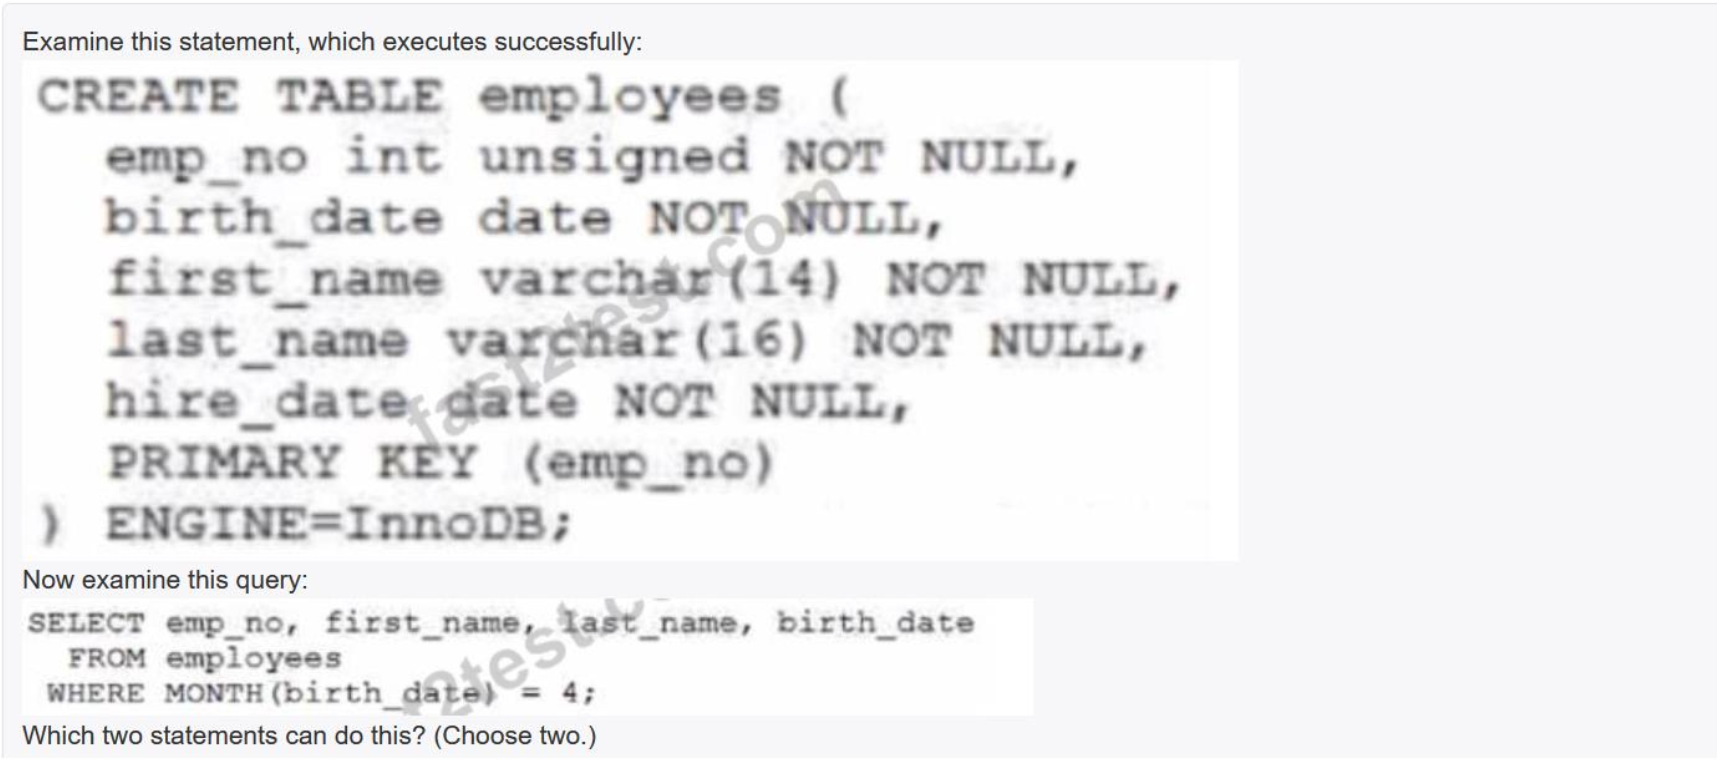 Examine this statement, which executes successfully:
CREATE TABLE employees (
emp_no int unsigned NOT NULL,
birth_date date NOT NULL,
first_name varchar(14) NOT NULL,
last_name varchar(16) NOT NULL,
hire_date date NOT NULL,
PRIMARY KEY (emp_no)
) ENGINE=InnoDB;
fast2test.com
Now examine this query:
SELECT emp_no, first_name, last_name, birth_date
FROM employees
WHERE MONTH(birth_date) = 4;
2test.c
Which two statements can do this? (Choose two.)